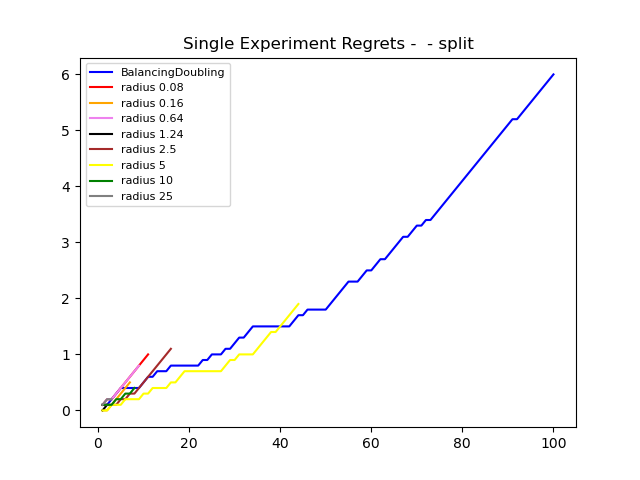 Single Experiment Regrets -  - split
BalancingDoubling
radius 0.08
radius 0.16
radius 0.64
radius 1.24
radius 2.5
radius 5
radius 10
radius 25
6
5
4
3
2
1
0
0 20 40 60 80 100